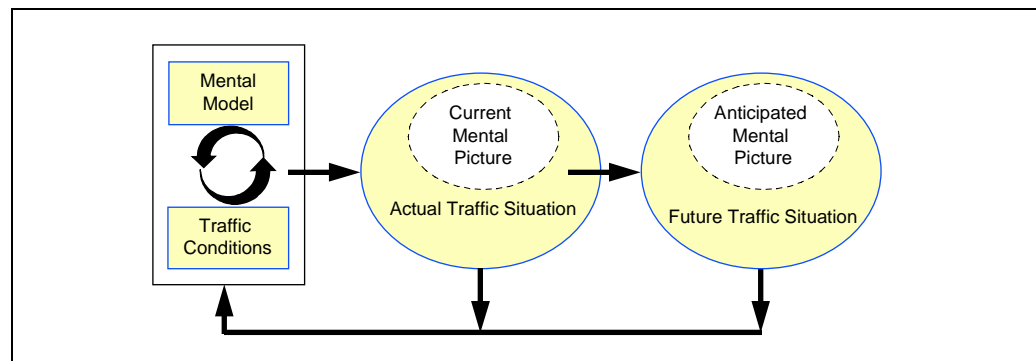 Mental
Model
Traffic
Conditions
Current
Mental
Picture
Actual Traffic Situation
Anticipated
Mental
Picture
Future Traffic Situation